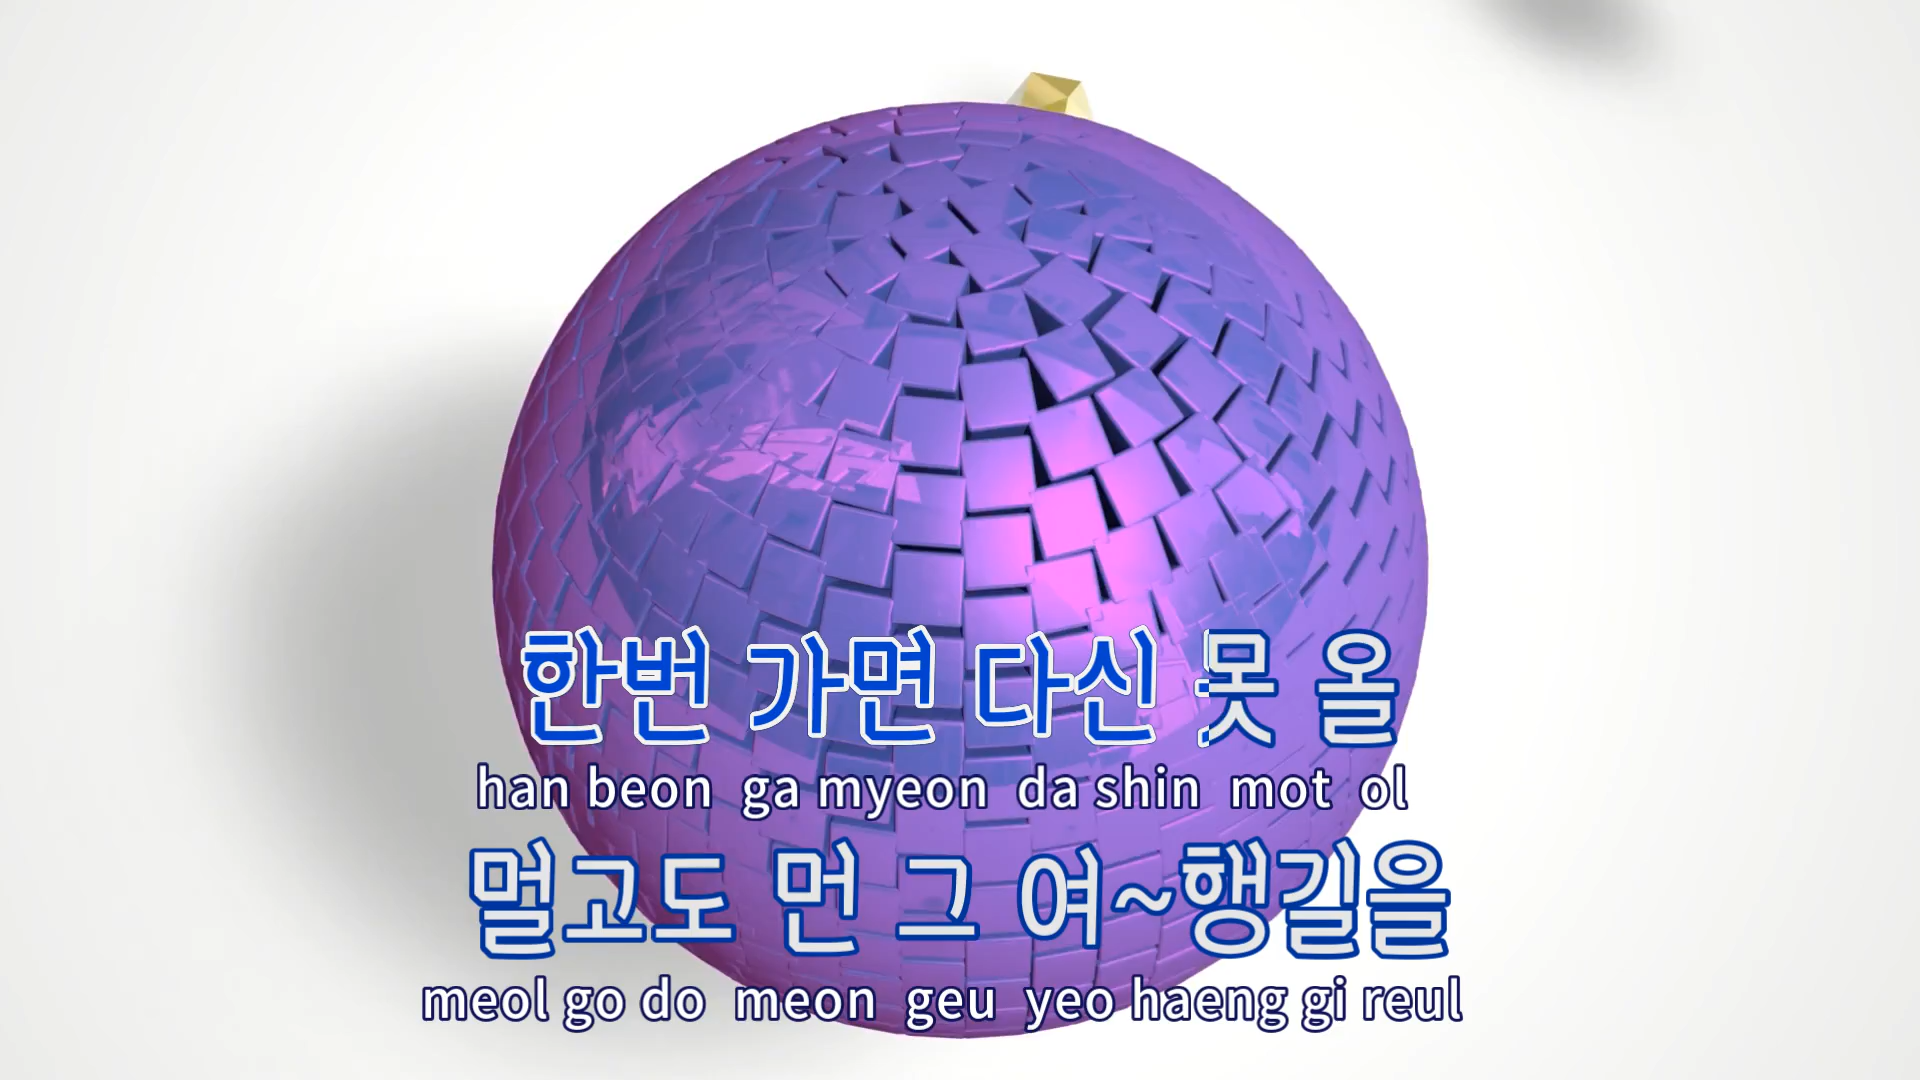 한번 가면 다신 못 올
han beon ga myeon da shin mot ol
멀고도 먼 그 여~행길을
meol go do meon geu yeo haeng gi reul